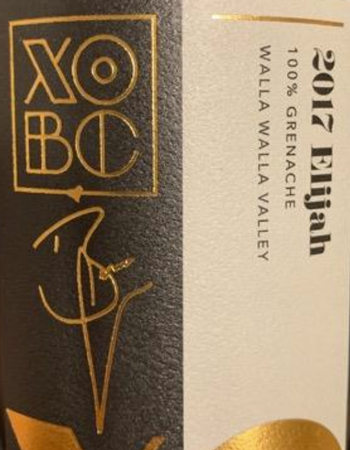 XO
BC
2017 Elijah
100% GRENACHE
WALLA WALLA VALLEY